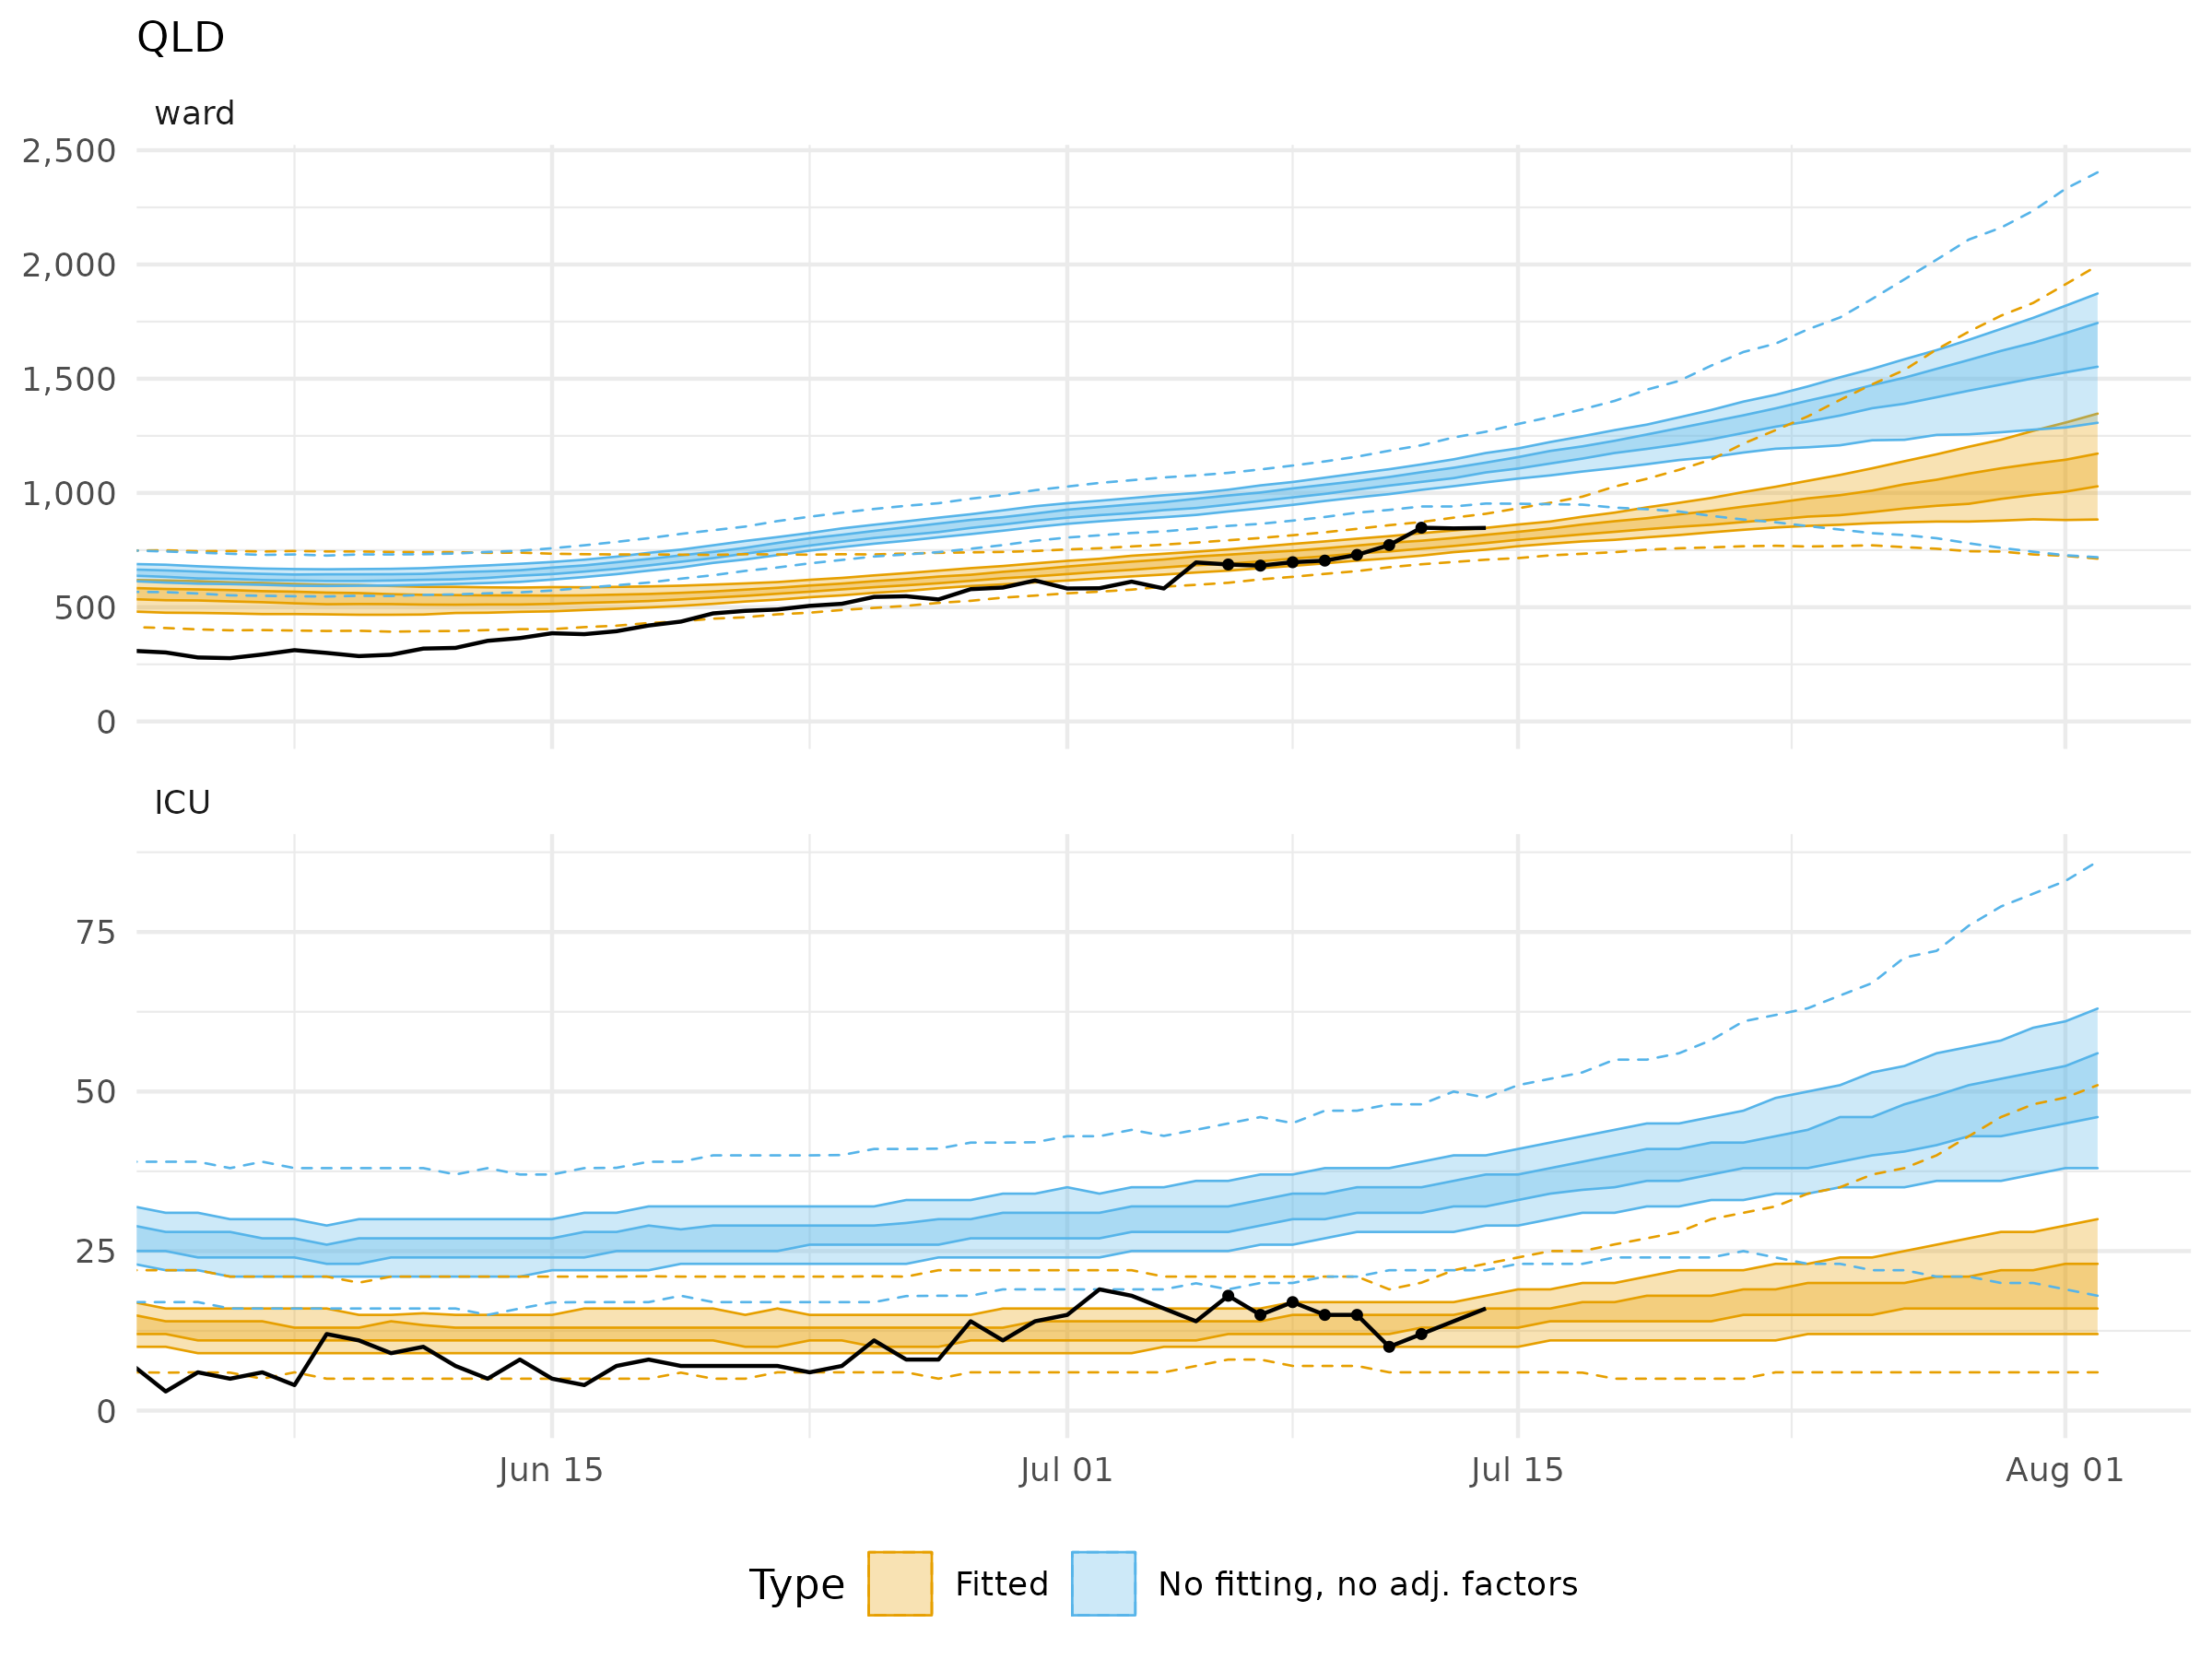 QLD
ward
2,500
2,000
1,500
1,000
500
0
ICU
75
50
25
0
Jun 15 Jul 01 Jul 15 Aug 01
Type Fitted No fitting, no adj. factors